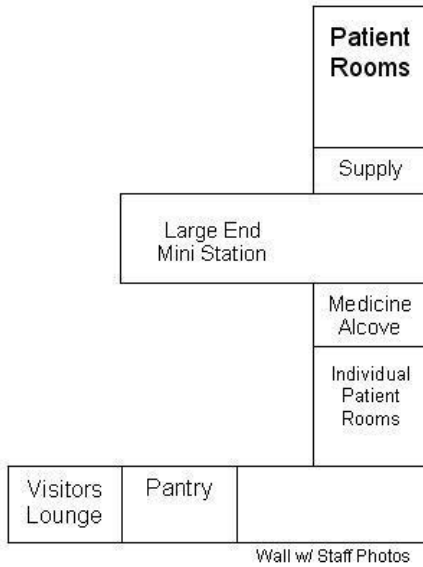 Patient
Rooms
Supply
Large End
Mini Station
Medicine
Alcove
Individual
Patient
Rooms
Visitors
Lounge
Pantry
Wall w/ Staff Photos